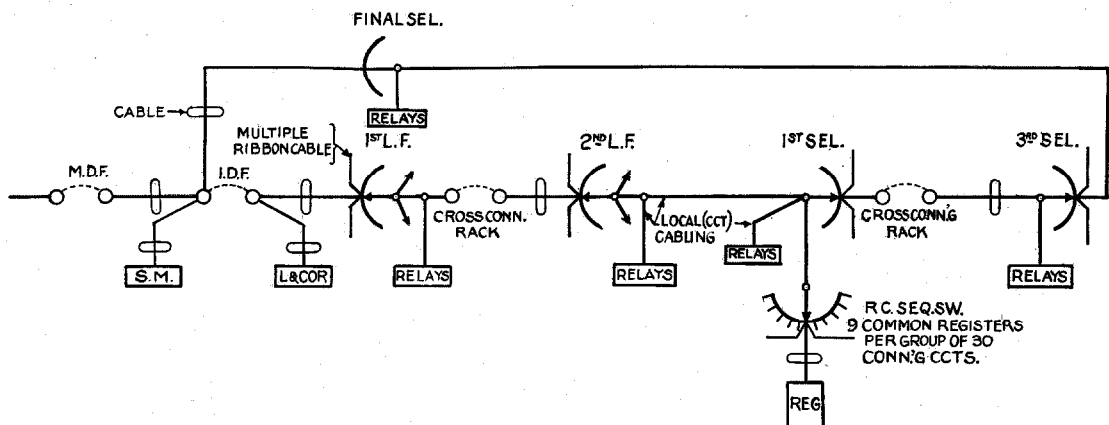 FINAL SEL.
CABLE
RELAYS
MULTIPLE
RIBBON CABLE
1ST L.F.
2ND L.F.
1ST SEL.
3RD SEL.
M.D.F.
I.D.F.
CROSS CONN.
RACK
LOCAL (CCT)
CABLING
CROSS CONN'G
RACK
S.M.
L&COR
RELAYS
RELAYS
RELAYS
RELAYS
R.C. SEQ. SW.
9 COMMON REGISTERS
PER GROUP OF 30
CONN'G CCTS.
REG